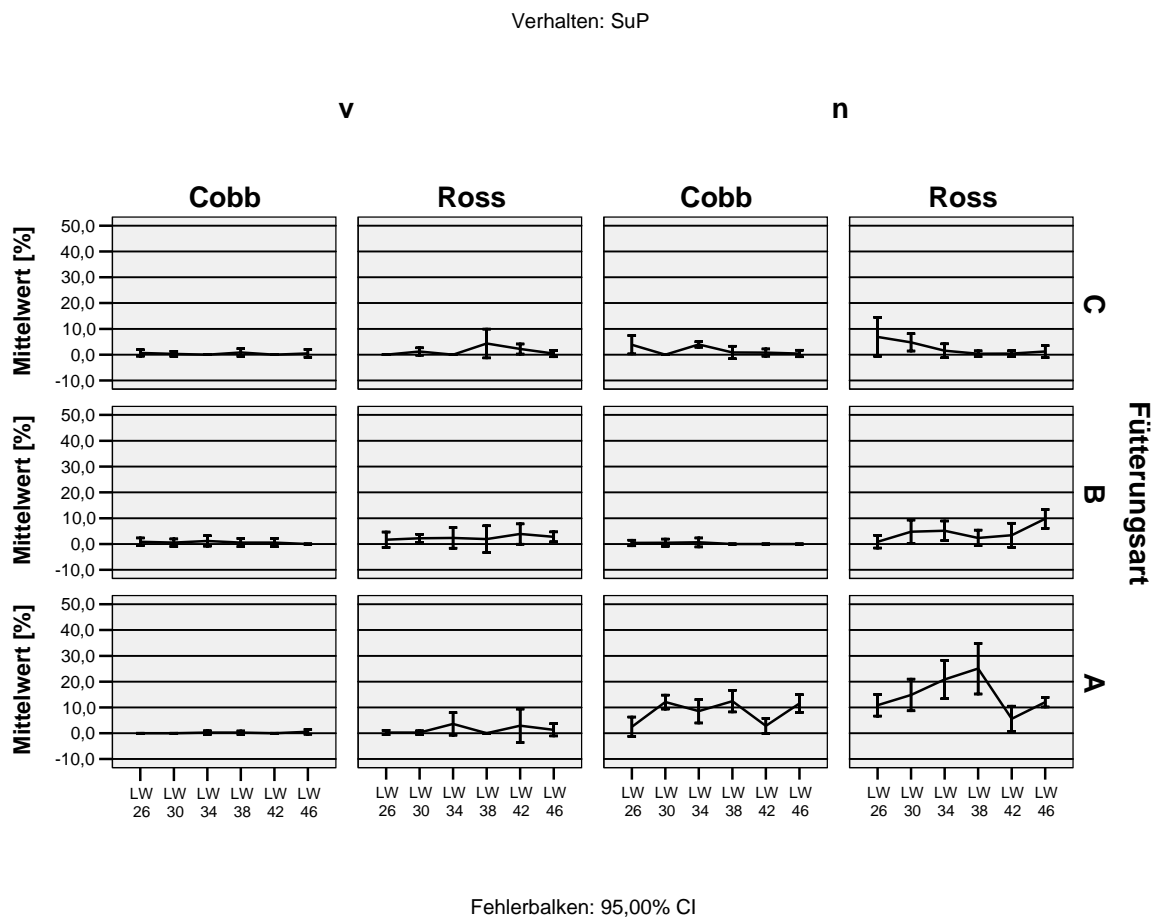 Verhalten: SuP
v n
Cobb Ross Cobb Ross
Mittelwert [%]
50,0
40,0
30,0
20,0
10,0
0,0
-10,0
C
Mittelwert [%]
50,0
40,0
30,0
20,0
10,0
0,0
-10,0
B
Fütterungsart
Mittelwert [%]
50,0
40,0
30,0
20,0
10,0
0,0
-10,0
A
LW LW LW LW LW LW LW LW LW LW LW LW LW LW LW LW LW LW LW LW LW LW LW LW
26 30 34 38 42 46 26 30 34 38 42 46 26 30 34 38 42 46 26 30 34 38 42 46
Fehlerbalken: 95,00% CI